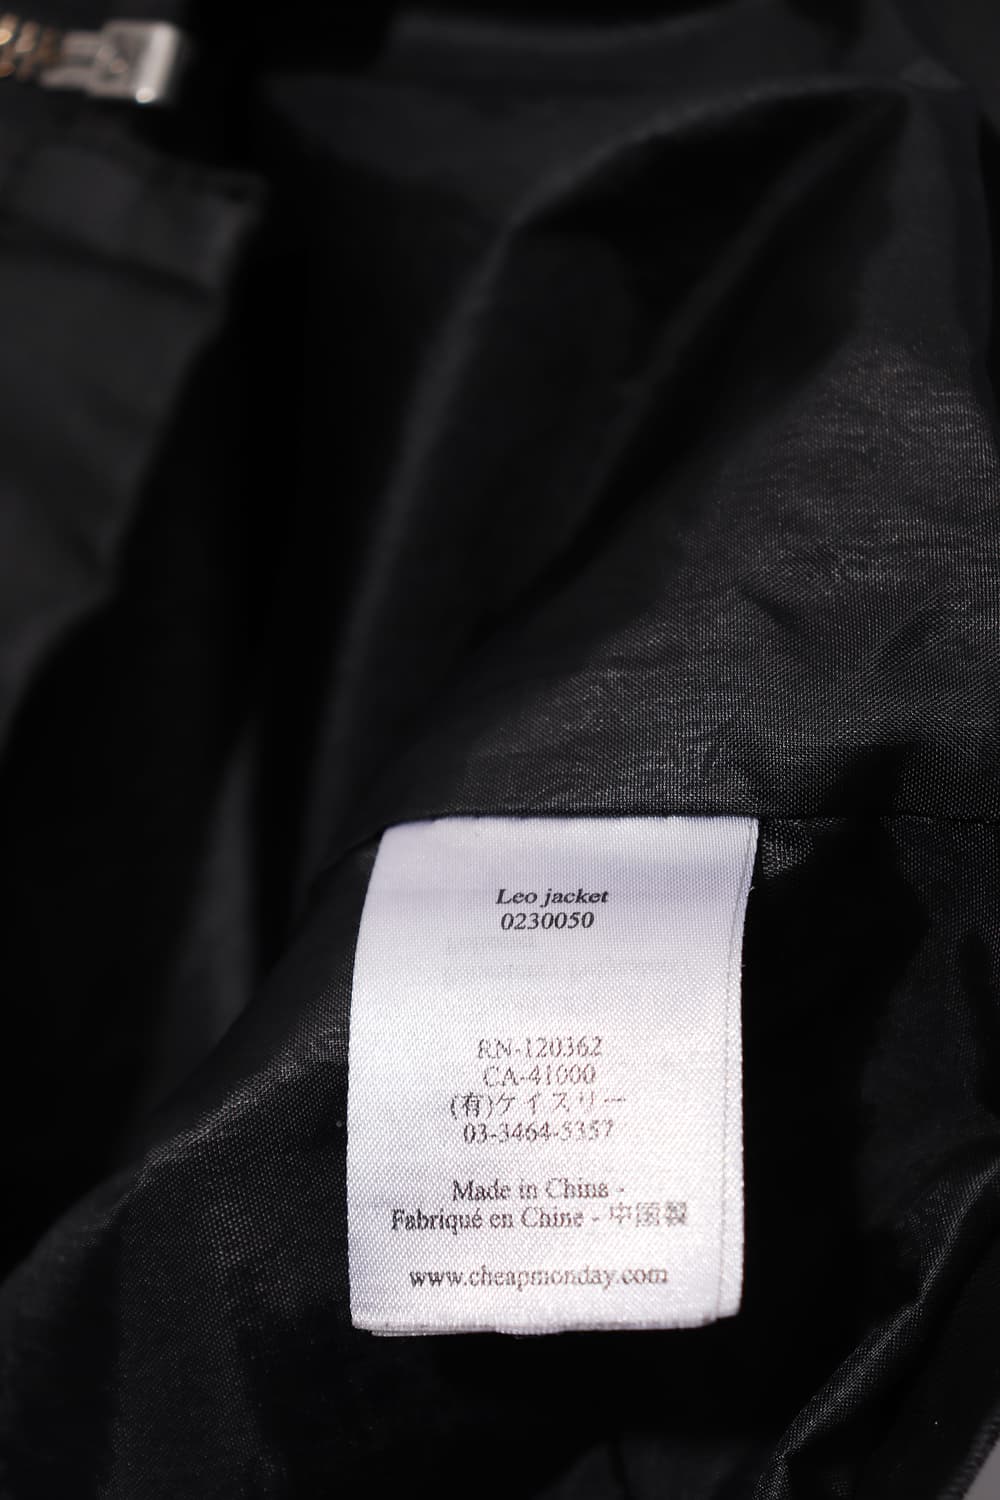 Leo jacket
0230050
RN-120362
CA-41000
(有)ケイスリー
03-3464-5357
Made in China -
Fabriqué en Chine - 中国製
www.cheapmonday.com